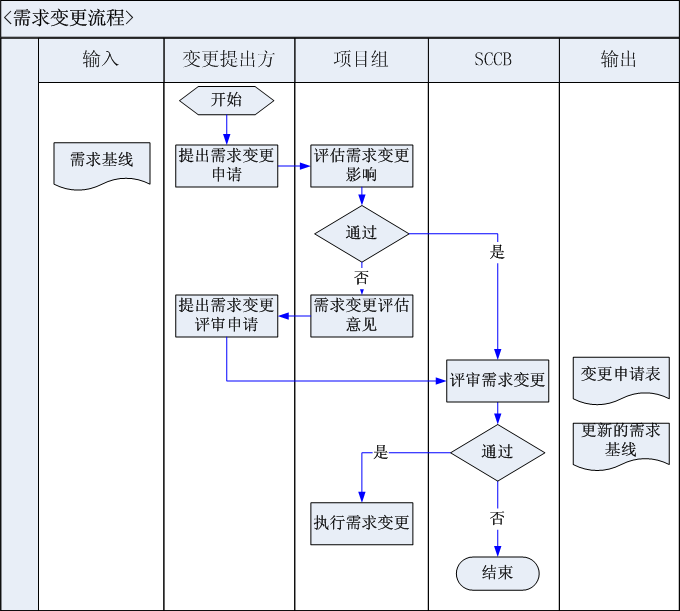 <需求变更流程>
输入
变更提出方
项目组
SCCB
输出
开始
需求基线
提出需求变更
申请
评估需求变更
影响
通过
是
否
提出需求变更
评审申请
需求变更评估
意见
评审需求变更
变更申请表
更新的需求
基线
通过
是
执行需求变更
否
结束